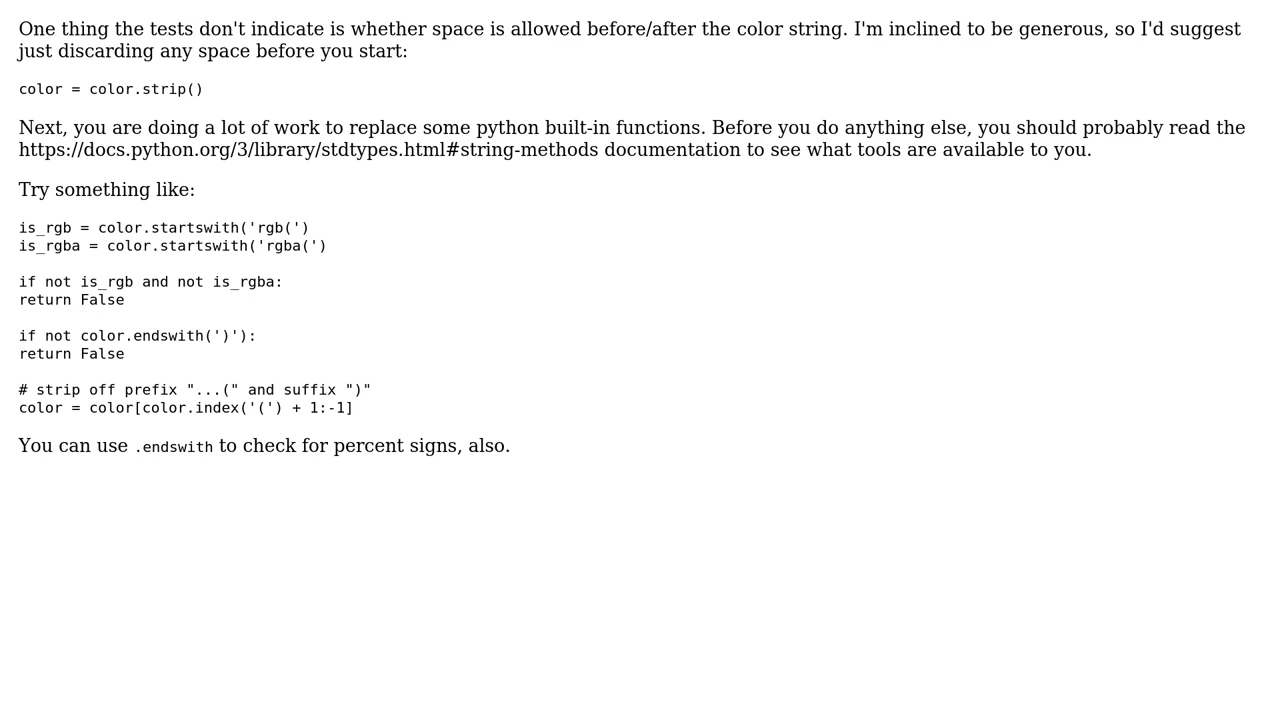 One thing the tests don't indicate is whether space is allowed before/after the color string. I'm inclined to be generous, so I'd suggest
just discarding any space before you start:
color = color.strip()
Next, you are doing a lot of work to replace some python built-in functions. Before you do anything else, you should probably read the
https://docs.python.org/3/library/stdtypes.html#string-methods documentation to see what tools are available to you.
Try something like:
is_rgb = color.startswith('rgb(')
is_rgba = color.startswith('rgba(')
if not is_rgb and not is_rgba:
return False
if not color.endswith(')'):
return False
# strip off prefix "...(" and suffix ")"
color = color[color.index('(') + 1:-1]
You can use .endswith to check for percent signs, also.